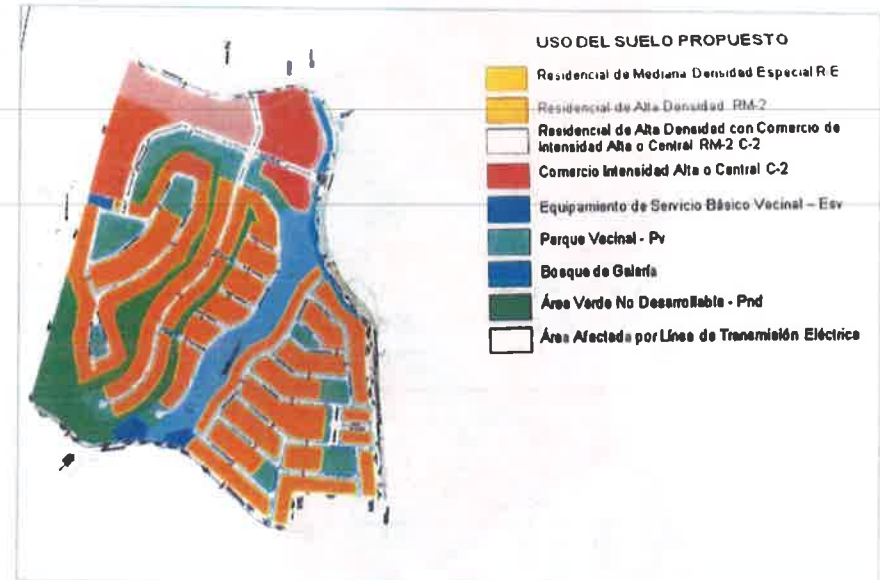 USO DEL SUELO PROPUESTO
Residencial de Mediana Densidad Especial R-E
Residencial de Alta Densidad RM-2
Residencial de Alta Densidad con Comercio de
Intensidad Alta o Central RM-2 C-2
Comercio Intensidad Alta o Central C-2
Equipamiento de Servicio Básico Vecinal – Esv
Parque Vecinal - Pv
Bosque de Galería
Área Verde No Desarrollable - Pnd
Área Afectada por Línea de Transmisión Eléctrica